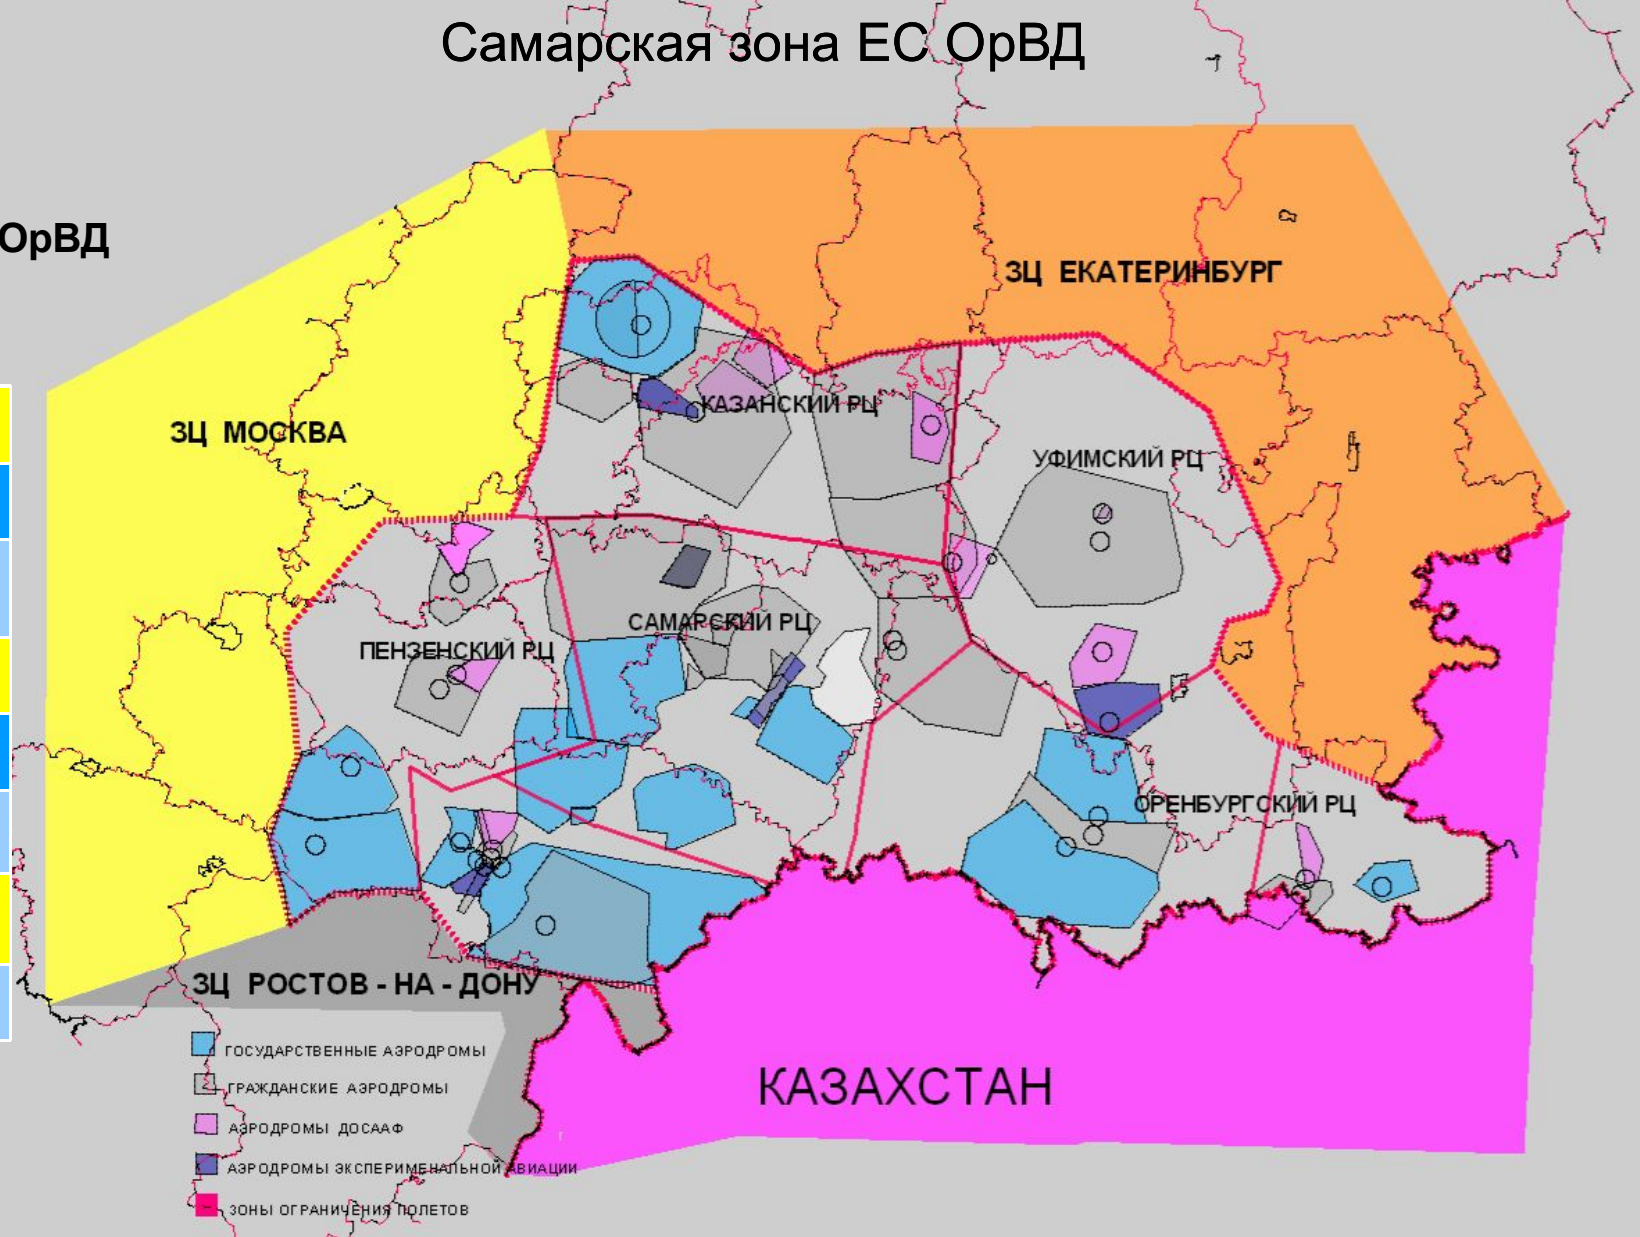 Самарская зона ЕС ОрВД
ОрВД
ЗЦ ЕКАТЕРИНБУРГ
ЗЦ МОСКВА
КАЗАНСКИЙ РЦ
УФИМСКИЙ РЦ
САМАРСКИЙ РЦ
ПЕНЗЕНСКИЙ РЦ
ОРЕНБУРГСКИЙ РЦ
ЗЦ РОСТОВ - НА - ДОНУ
КАЗАХСТАН
ГОСУДАРСТВЕННЫЕ АЭРОДРОМЫ
ГРАЖДАНСКИЕ АЭРОДРОМЫ
АЭРОДРОМЫ ДОСААФ
АЭРОДРОМЫ ЭКСПЕРИМЕНАЛЬНОЙ АВИАЦИИ
ЗОНЫ ОГРАНИЧЕНИЯ ПОЛЕТОВ